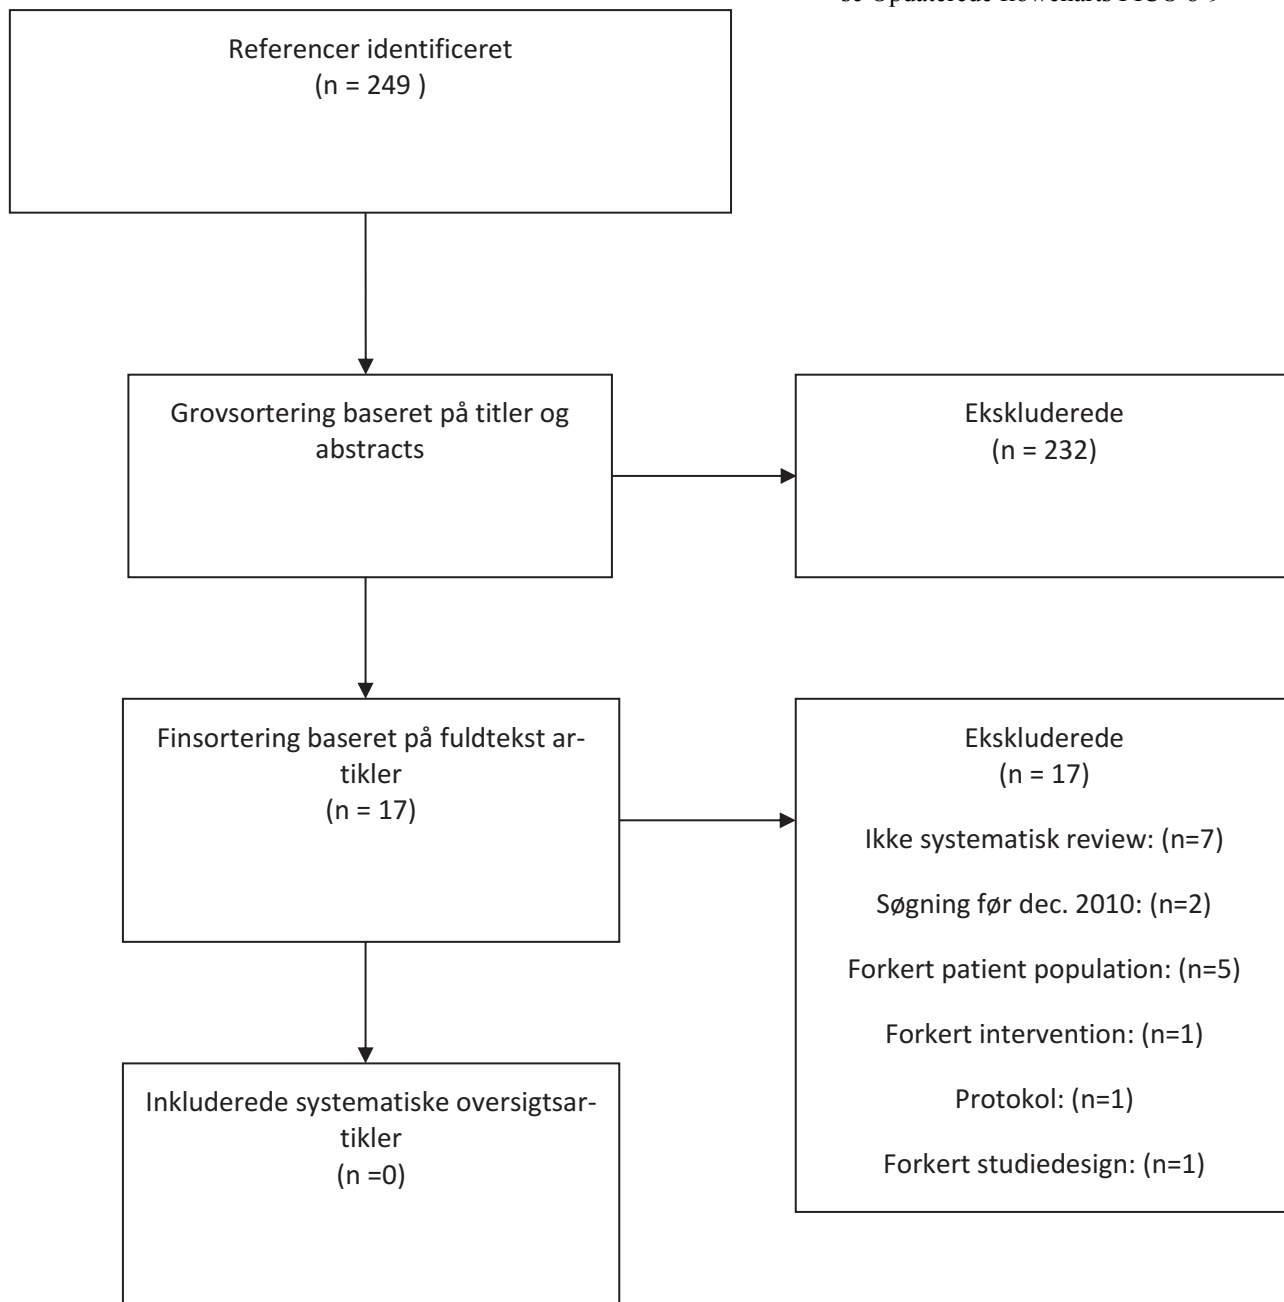 Referencer identificeret
(n = 249 )
Grovsortering baseret på titler og
abstracts
Ekskluderede
(n = 232)
Finsortering baseret på fuldtekst ar-
tikler
(n = 17)
Ekskluderede
(n = 17)
Ikke systematisk review: (n=7)
Søgning før dec. 2010: (n=2)
Forkert patient population: (n=5)
Forkert intervention: (n=1)
Protokol: (n=1)
Forkert studiedesign: (n=1)
Inkluderede systematiske oversigtsar-
tikler
(n =0)